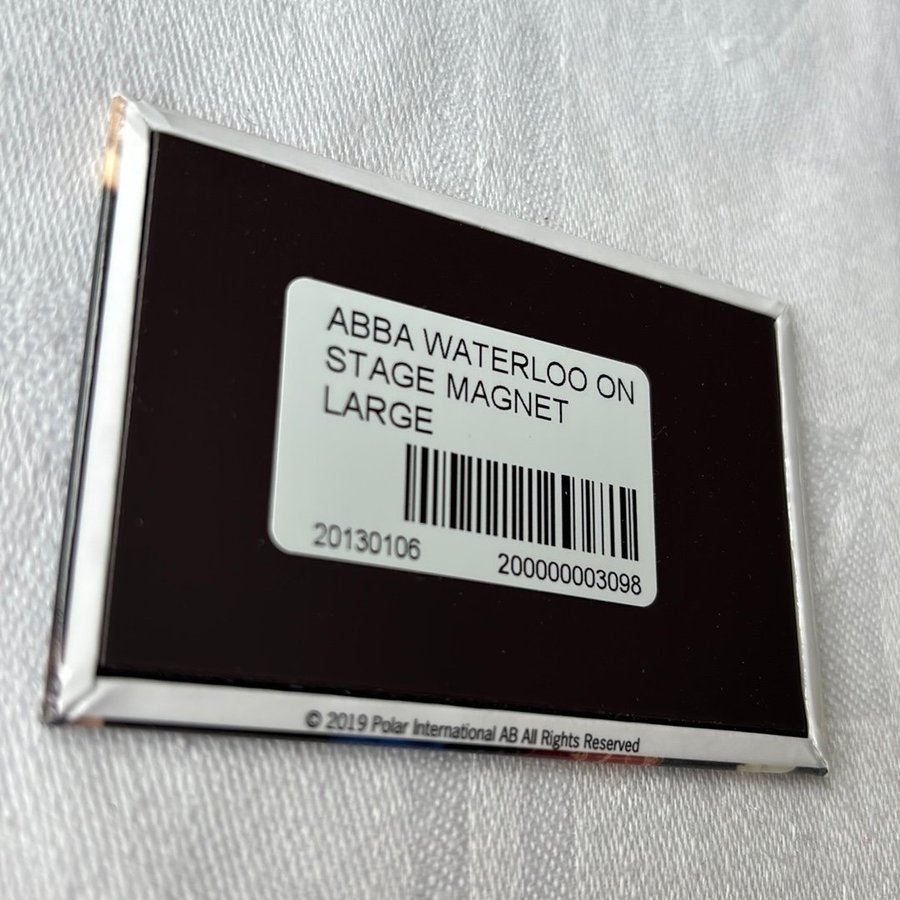 ABBA WATERLOO ON
STAGE MAGNET
LARGE
20130106
200000003098
© 2019 Polar International AB All Rights Reserved